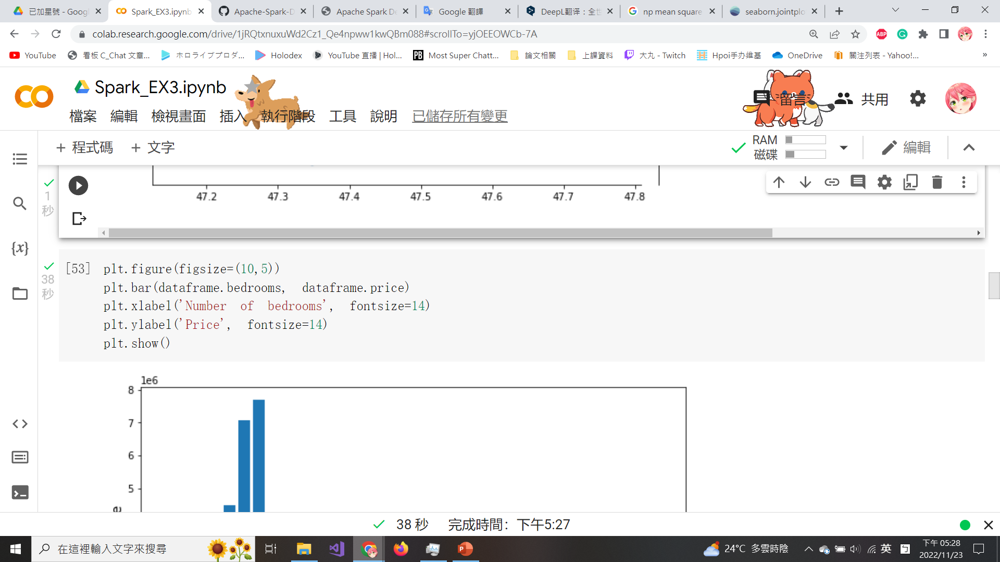 已加星號 - Googl
Spark_EX3.ipynb
Apache-Spark-D
Apache Spark De
Google 翻譯
DeepL翻译：全世
np mean square
seaborn.jointplo
colab.research.google.com/drive/1jRQtxnuxuWd2Cz1_Qe4npww1kwQBm088#scrollTo=yjOEEOWCb-7A
ABP
YouTube
看板 C_Chat 文章...
ホロライブプロダ...
Holodex
YouTube 直播 | Hol...
PB
Most Super Chatt...
論文相關
上課資料
大丸 - Twitch
Hpoi手办维基
OneDrive
關注列表 - Yahoo!...
»
Spark_EX3.ipynb
留言
共用
檔案 編輯 檢視畫面 插入 執行階段 工具 說明 已儲存所有變更
+ 程式碼 + 文字
RAM
磁碟
編輯
1
秒
47.2 47.3 47.4 47.5 47.6 47.7 47.8
{x}
38
秒
[53] plt.figure(figsize=(10,5))
plt.bar(dataframe.bedrooms, dataframe.price)
plt.xlabel('Number of bedrooms', fontsize=14)
plt.ylabel('Price', fontsize=14)
plt.show()
1e6
8
7
6
5
38 秒 完成時間：下午5:27
在這裡輸入文字來搜尋
24°C 多雲時陰
英
下午 05:28
2022/11/23